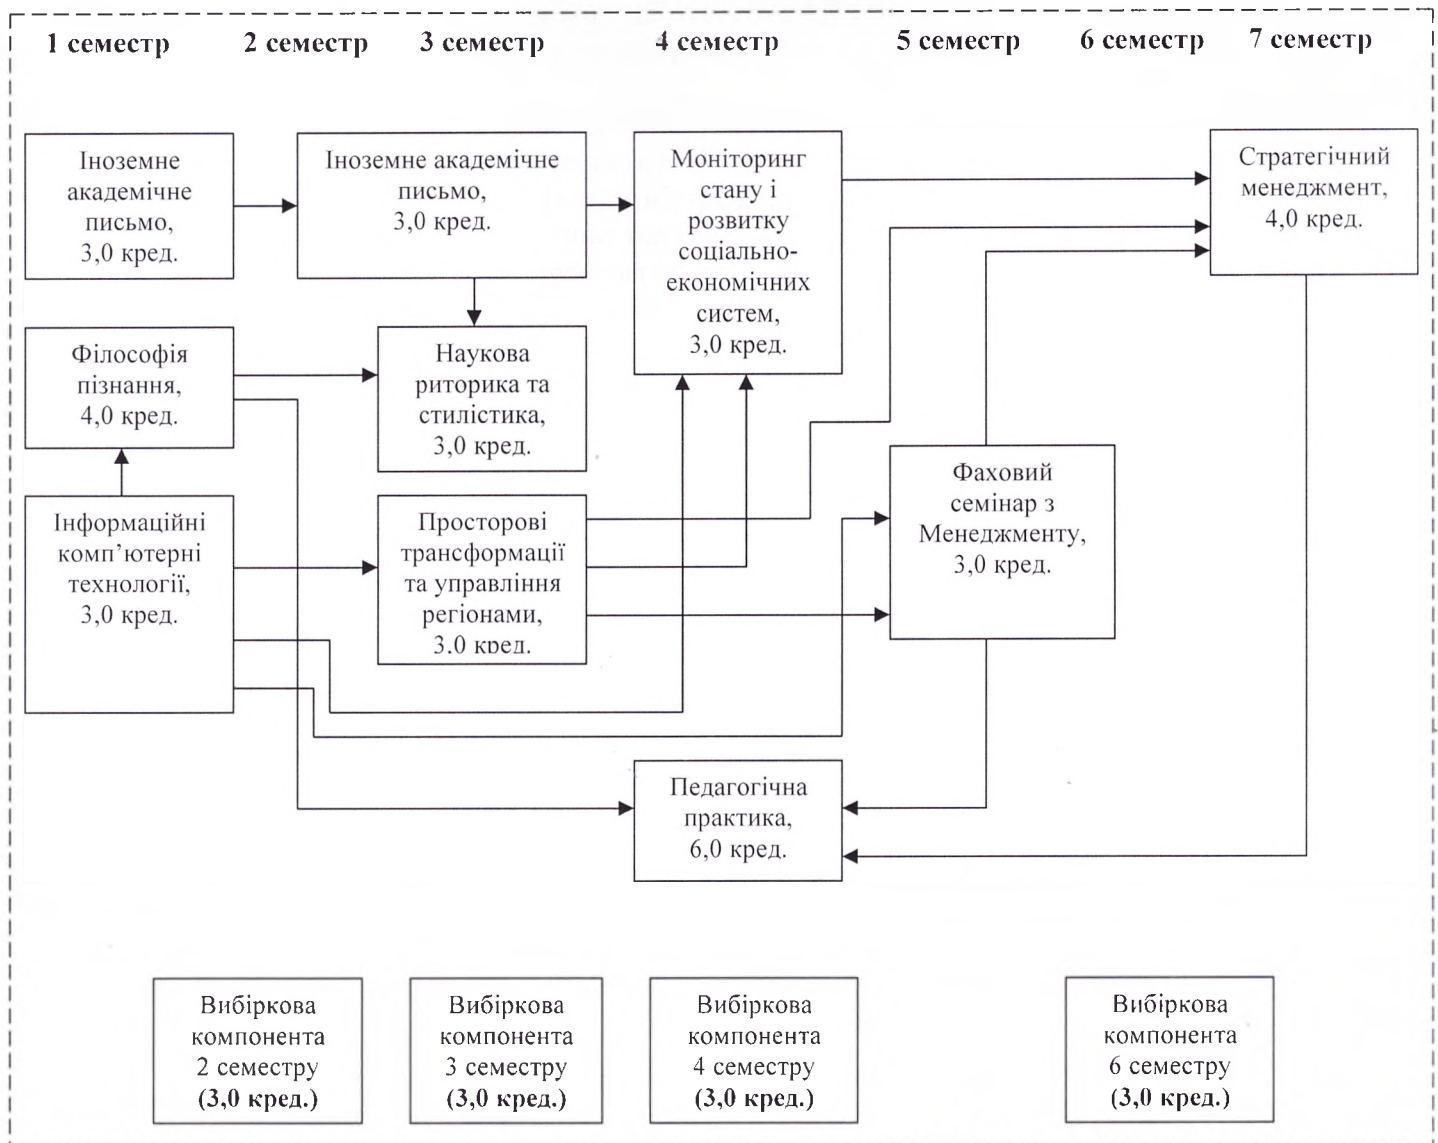 1 семестр 2 семестр 3 семестр 4 семестр 5 семестр 6 семестр 7 семестр
Іноземне
академічне
письмо,
3,0 кред.
Іноземне академічне
письмо,
3,0 кред.
Моніторинг
стану і
розвитку
соціально-
економічних
систем,
3,0 кред.
Стратегічний
менеджмент,
4,0 кред.
Філософія
пізнання,
4,0 кред.
Наукова
риторика та
стилістика,
3,0 кред.
Інформаційні
комп’ютерні
технології,
3,0 кред.
Просторові
трансформації
та управління
регіонами,
3,0 кред.
Фаховий
семінар з
Менеджменту,
3,0 кред.
Педагогічна
практика,
6,0 кред.
Вибіркова
компонента
2 семестру
(3,0 кред.)
Вибіркова
компонента
3 семестру
(3,0 кред.)
Вибіркова
компонента
4 семестру
(3,0 кред.)
Вибіркова
компонента
6 семестру
(3,0 кред.)